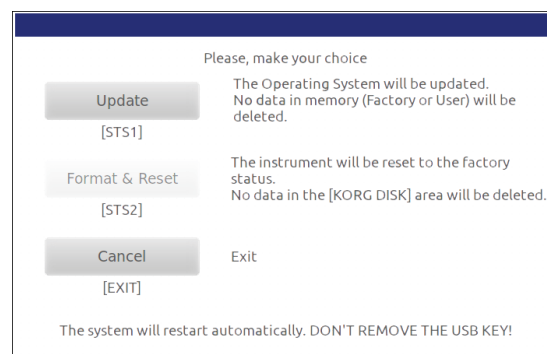 Please, make your choice
Update
[STS1]
The Operating System will be updated.
No data in memory (Factory or User) will be
deleted.
Format & Reset
[STS2]
The instrument will be reset to the factory
status.
No data in the [KORG DISK] area will be deleted.
Cancel
[EXIT]
Exit
The system will restart automatically. DON'T REMOVE THE USB KEY!